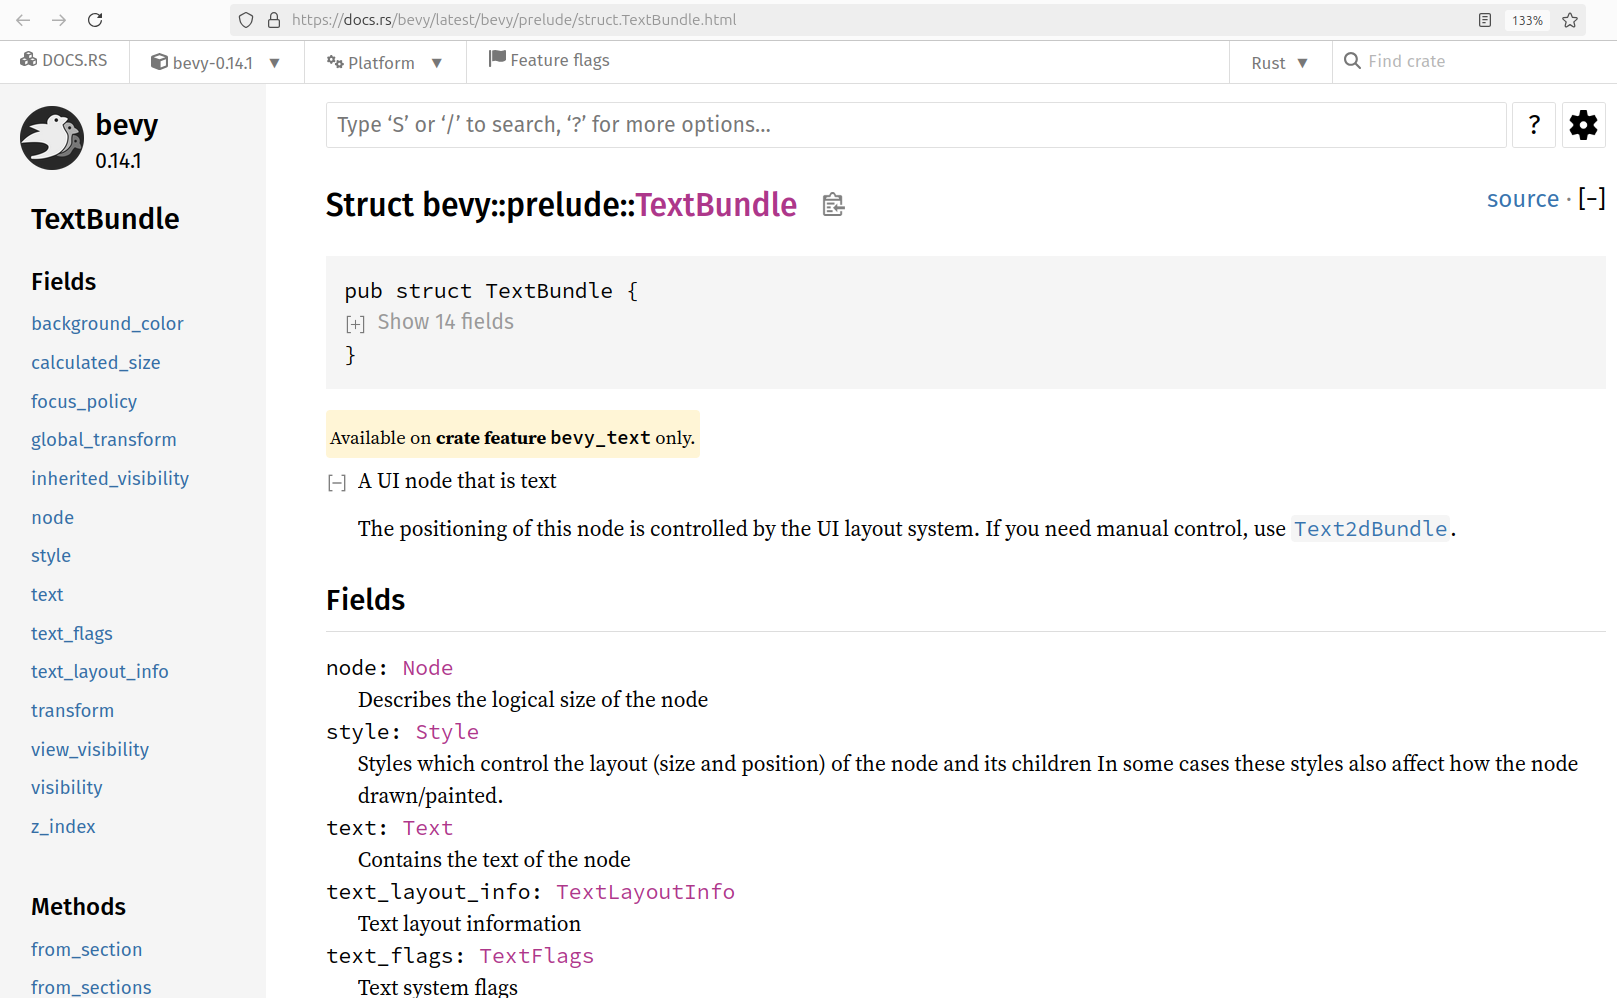 https://docs.rs/bevy/latest/bevy/prelude/struct.TextBundle.html
133%
DOCS.RS
bevy-0.14.1
Platform
Feature flags
Rust
Find crate
bevy
0.14.1
TextBundle
Fields
background_color
calculated_size
focus_policy
global_transform
inherited_visibility
node
style
text
text_flags
text_layout_info
transform
view_visibility
visibility
z_index
Methods
from_section
from_sections
Type ‘S’ or ‘/’ to search, ‘?’ for more options…
?
Struct bevy::prelude::TextBundle
source · [−]
pub struct TextBundle {
[+] Show 14 fields
}
Available on crate feature bevy_text only.
[−] A UI node that is text
The positioning of this node is controlled by the UI layout system. If you need manual control, use Text2dBundle.
Fields
node: Node
Describes the logical size of the node
style: Style
Styles which control the layout (size and position) of the node and its children In some cases these styles also affect how the node
drawn/painted.
text: Text
Contains the text of the node
text_layout_info: TextLayoutInfo
Text layout information
text_flags: TextFlags
Text system flags